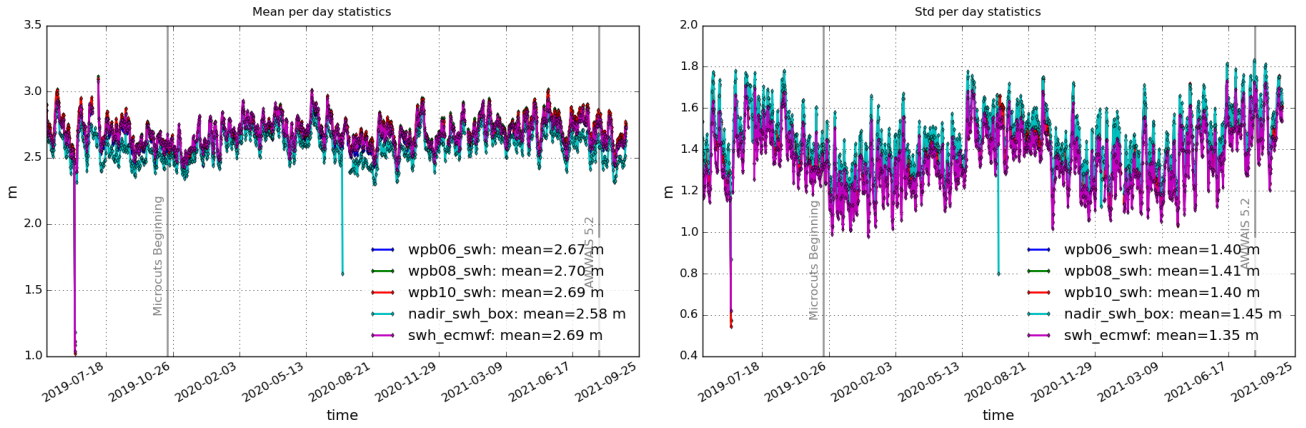 Mean per day statistics
3.5
3.0
2.5
2.0
1.5
1.0
m
Microcuts Beginning
AWWAIS 5.2
wpb06_swh: mean=2.67 m
wpb08_swh: mean=2.70 m
wpb10_swh: mean=2.69 m
nadir_swh_box: mean=2.58 m
swh_ecmwf: mean=2.69 m
2019-07-18
2019-10-26
2020-02-03
2020-05-13
2020-08-21
2020-11-29
2021-03-09
2021-06-17
2021-09-25
time
Std per day statistics
2.0
1.8
1.6
1.4
1.2
1.0
0.8
0.6
0.4
m
Microcuts Beginning
AWWAIS 5.2
wpb06_swh: mean=1.40 m
wpb08_swh: mean=1.41 m
wpb10_swh: mean=1.40 m
nadir_swh_box: mean=1.45 m
swh_ecmwf: mean=1.35 m
2019-07-18
2019-10-26
2020-02-03
2020-05-13
2020-08-21
2020-11-29
2021-03-09
2021-06-17
2021-09-25
time